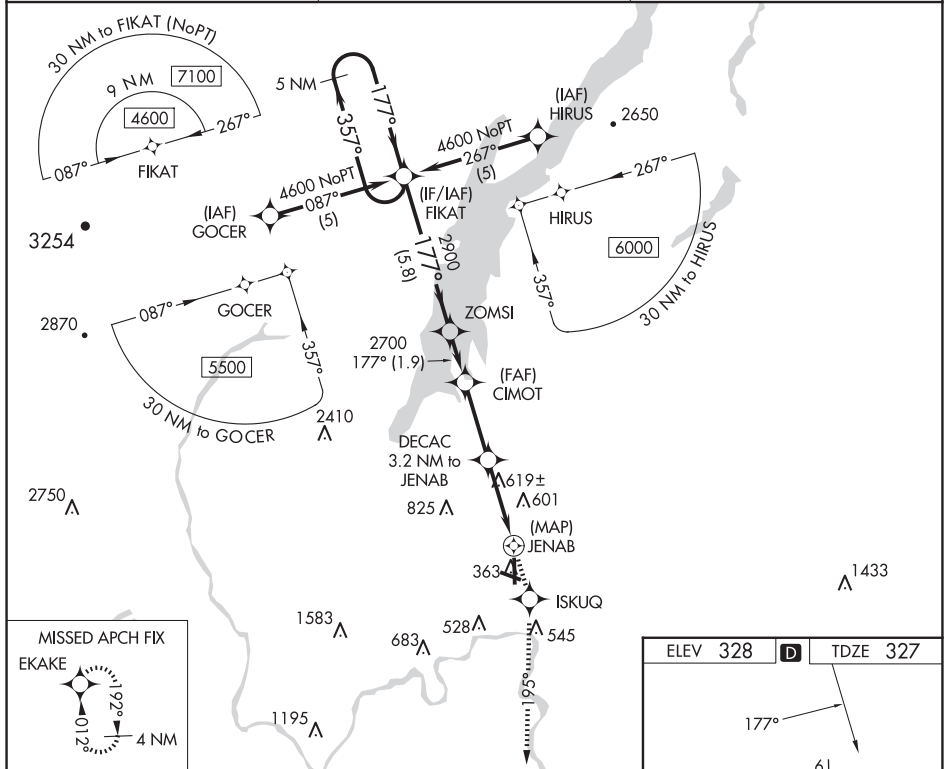 30 NM to FIKAT (NoPT)
9 NM
7100
4600
087°
267°
FIKAT
5 NM
177°
357°
(IAF)
HIRUS
2650
4600 NoPT
267°
(5)
4600 NoPT
087°
(5)
(IF/IAF)
FIKAT
(IAF)
GOCER
3254
267°
HIRUS
6000
357°
30 NM to HIRUS
2900
177°
(5.8)
087°
GOCER
2870
5500
357°
30 NM to GOCER
ZOMSI
2700
177° (1.9)
(FAF)
CIMOT
2410
DECAC
3.2 NM to
JENAB
619±
601
825
2750
(MAP)
JENAB
363
1433
ISKUQ
1583
528
545
683
MISSED APCH FIX
EKAKE
192°
012°
4 NM
1195
195°
ELEV 328 D TDZE 327
177°
61